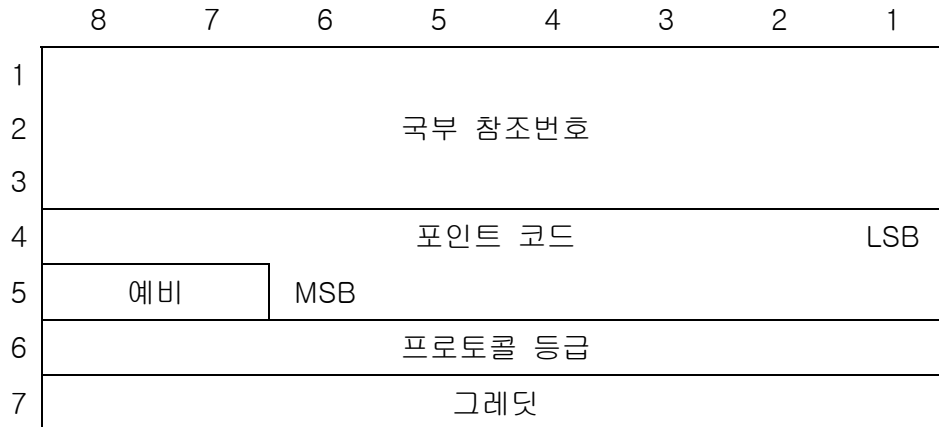 8 7 6 5 4 3 2 1
1
2 국부 참조번호
3
4 포인트 코드 LSB
5 예비 MSB
6 프로토콜 등급
7 그레딧